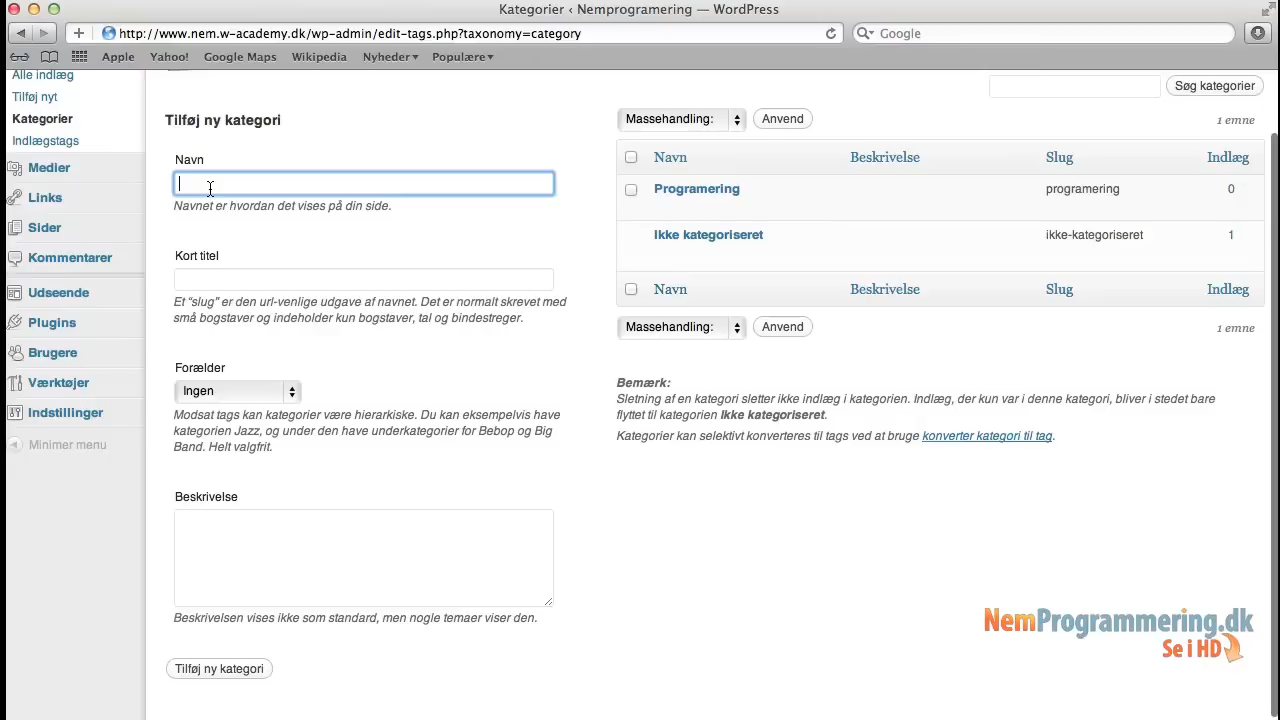 Kategorier ‹ Nemprogramering — WordPress
http://www.nem.w-academy.dk/wp-admin/edit-tags.php?taxonomy=category
Google
Apple Yahoo! Google Maps Wikipedia Nyheder Populære
Alle indlæg
Tilføj nyt
Kategorier
Indlægstags
Medier
Links
Sider
Kommentarer
Udseende
Plugins
Brugere
Værktøjer
Indstillinger
Minimer menu
Tilføj ny kategori
Navn
Navnet er hvordan det vises på din side.
Kort titel
Et “slug” er den url-venlige udgave af navnet. Det er normalt skrevet med
små bogstaver og indeholder kun bogstaver, tal og bindestreger.
Forælder
Ingen
Modsat tags kan kategorier være hierarkiske. Du kan eksempelvis have
kategorien Jazz, og under den have underkategorier for Bebop og Big
Band. Helt valgfrit.
Beskrivelse
Beskrivelsen vises ikke som standard, men nogle temaer viser den.
Tilføj ny kategori
Søg kategorier
Massehandling: Anvend 1 emne
Navn Beskrivelse Slug Indlæg
Programering programering 0
Ikke kategoriseret ikke-kategoriseret 1
Navn Beskrivelse Slug Indlæg
Massehandling: Anvend 1 emne
Bemærk:
Sletning af en kategori sletter ikke indlæg i kategorien. Indlæg, der kun var i denne kategori, bliver i stedet bare
flyttet til kategorien Ikke kategoriseret.
Kategorier kan selektivt konverteres til tags ved at bruge konverter kategori til tag.
NemProgrammering.dk
Se i HD